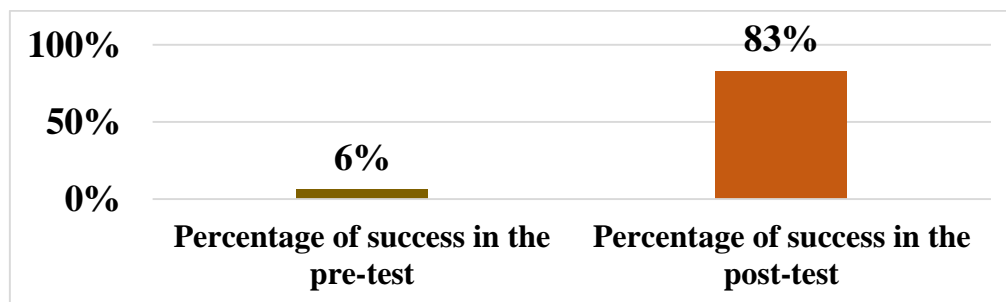 100%
83%
50%
6%
0%
Percentage of success in the
pre-test
Percentage of success in the
post-test